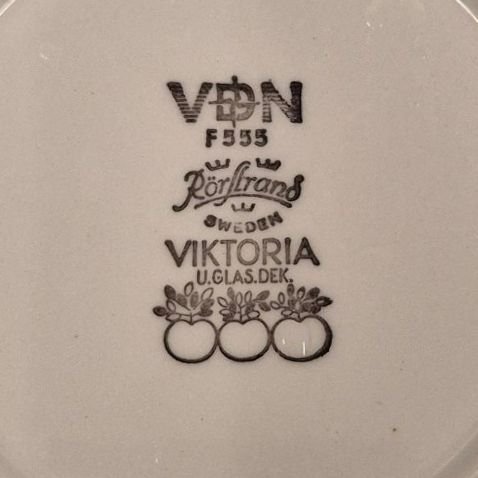 VDN
F555
Rörstrand
SWEDEN
VIKTORIA
U.GLAS.DEK.